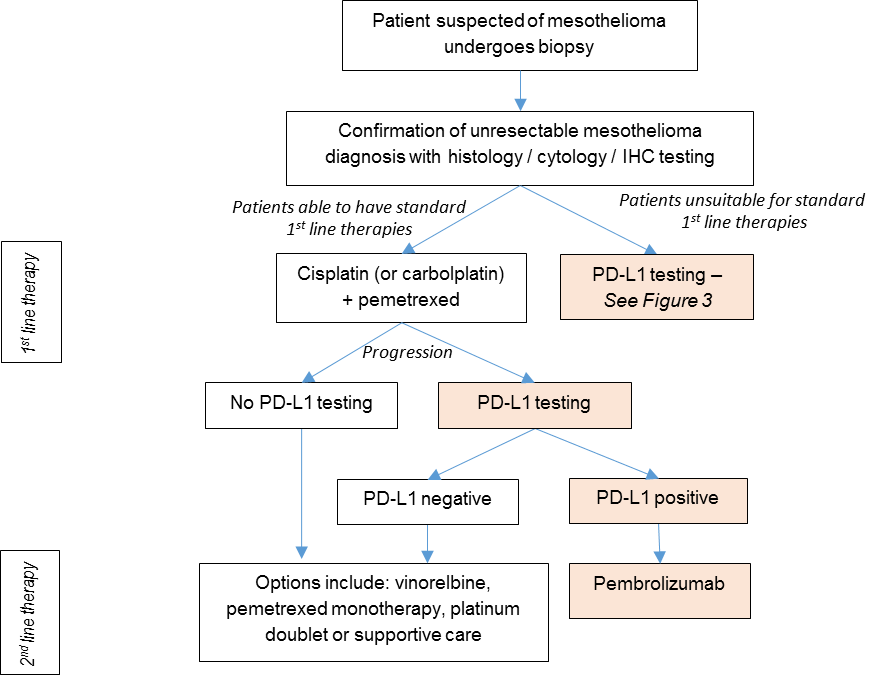 Patient suspected of mesothelioma
undergoes biopsy
Confirmation of unresectable mesothelioma
diagnosis with histology / cytology / IHC testing
Patients able to have standard
1st line therapies
Patients unsuitable for standard
1st line therapies
1st line therapy
Cisplatin (or carbolplatin)
+ pemetrexed
PD-L1 testing –
See Figure 3
Progression
No PD-L1 testing
PD-L1 testing
PD-L1 negative
PD-L1 positive
2nd line therapy
Options include: vinorelbine,
pemetrexed monotherapy, platinum
doublet or supportive care
Pembrolizumab